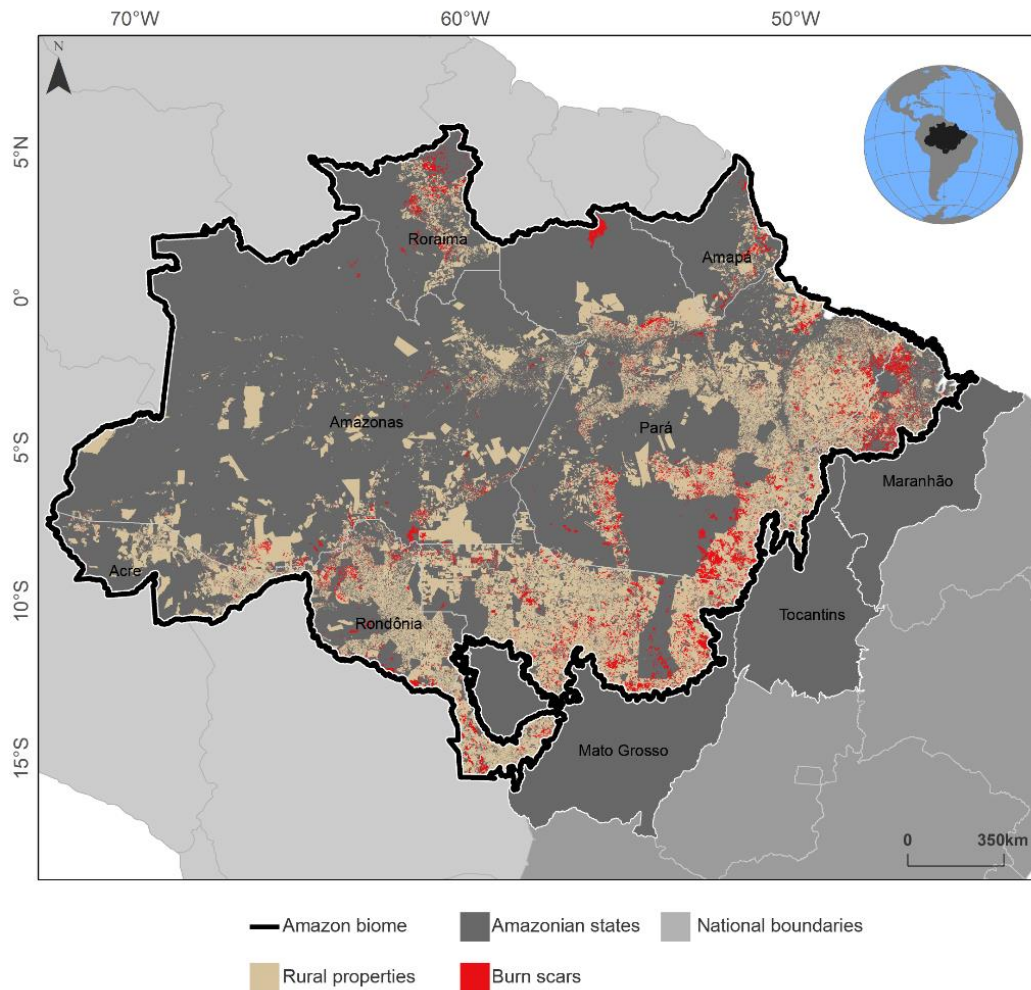 70°W 60°W 50°W
N
5°N
Roraima
Amapá
0°
Amazonas
Pará
5°S
Maranhão
Acre
10°S
Rondônia
Tocantins
15°S
Mato Grosso
0 350km
Amazon biome Amazonian states National boundaries
Rural properties Burn scars